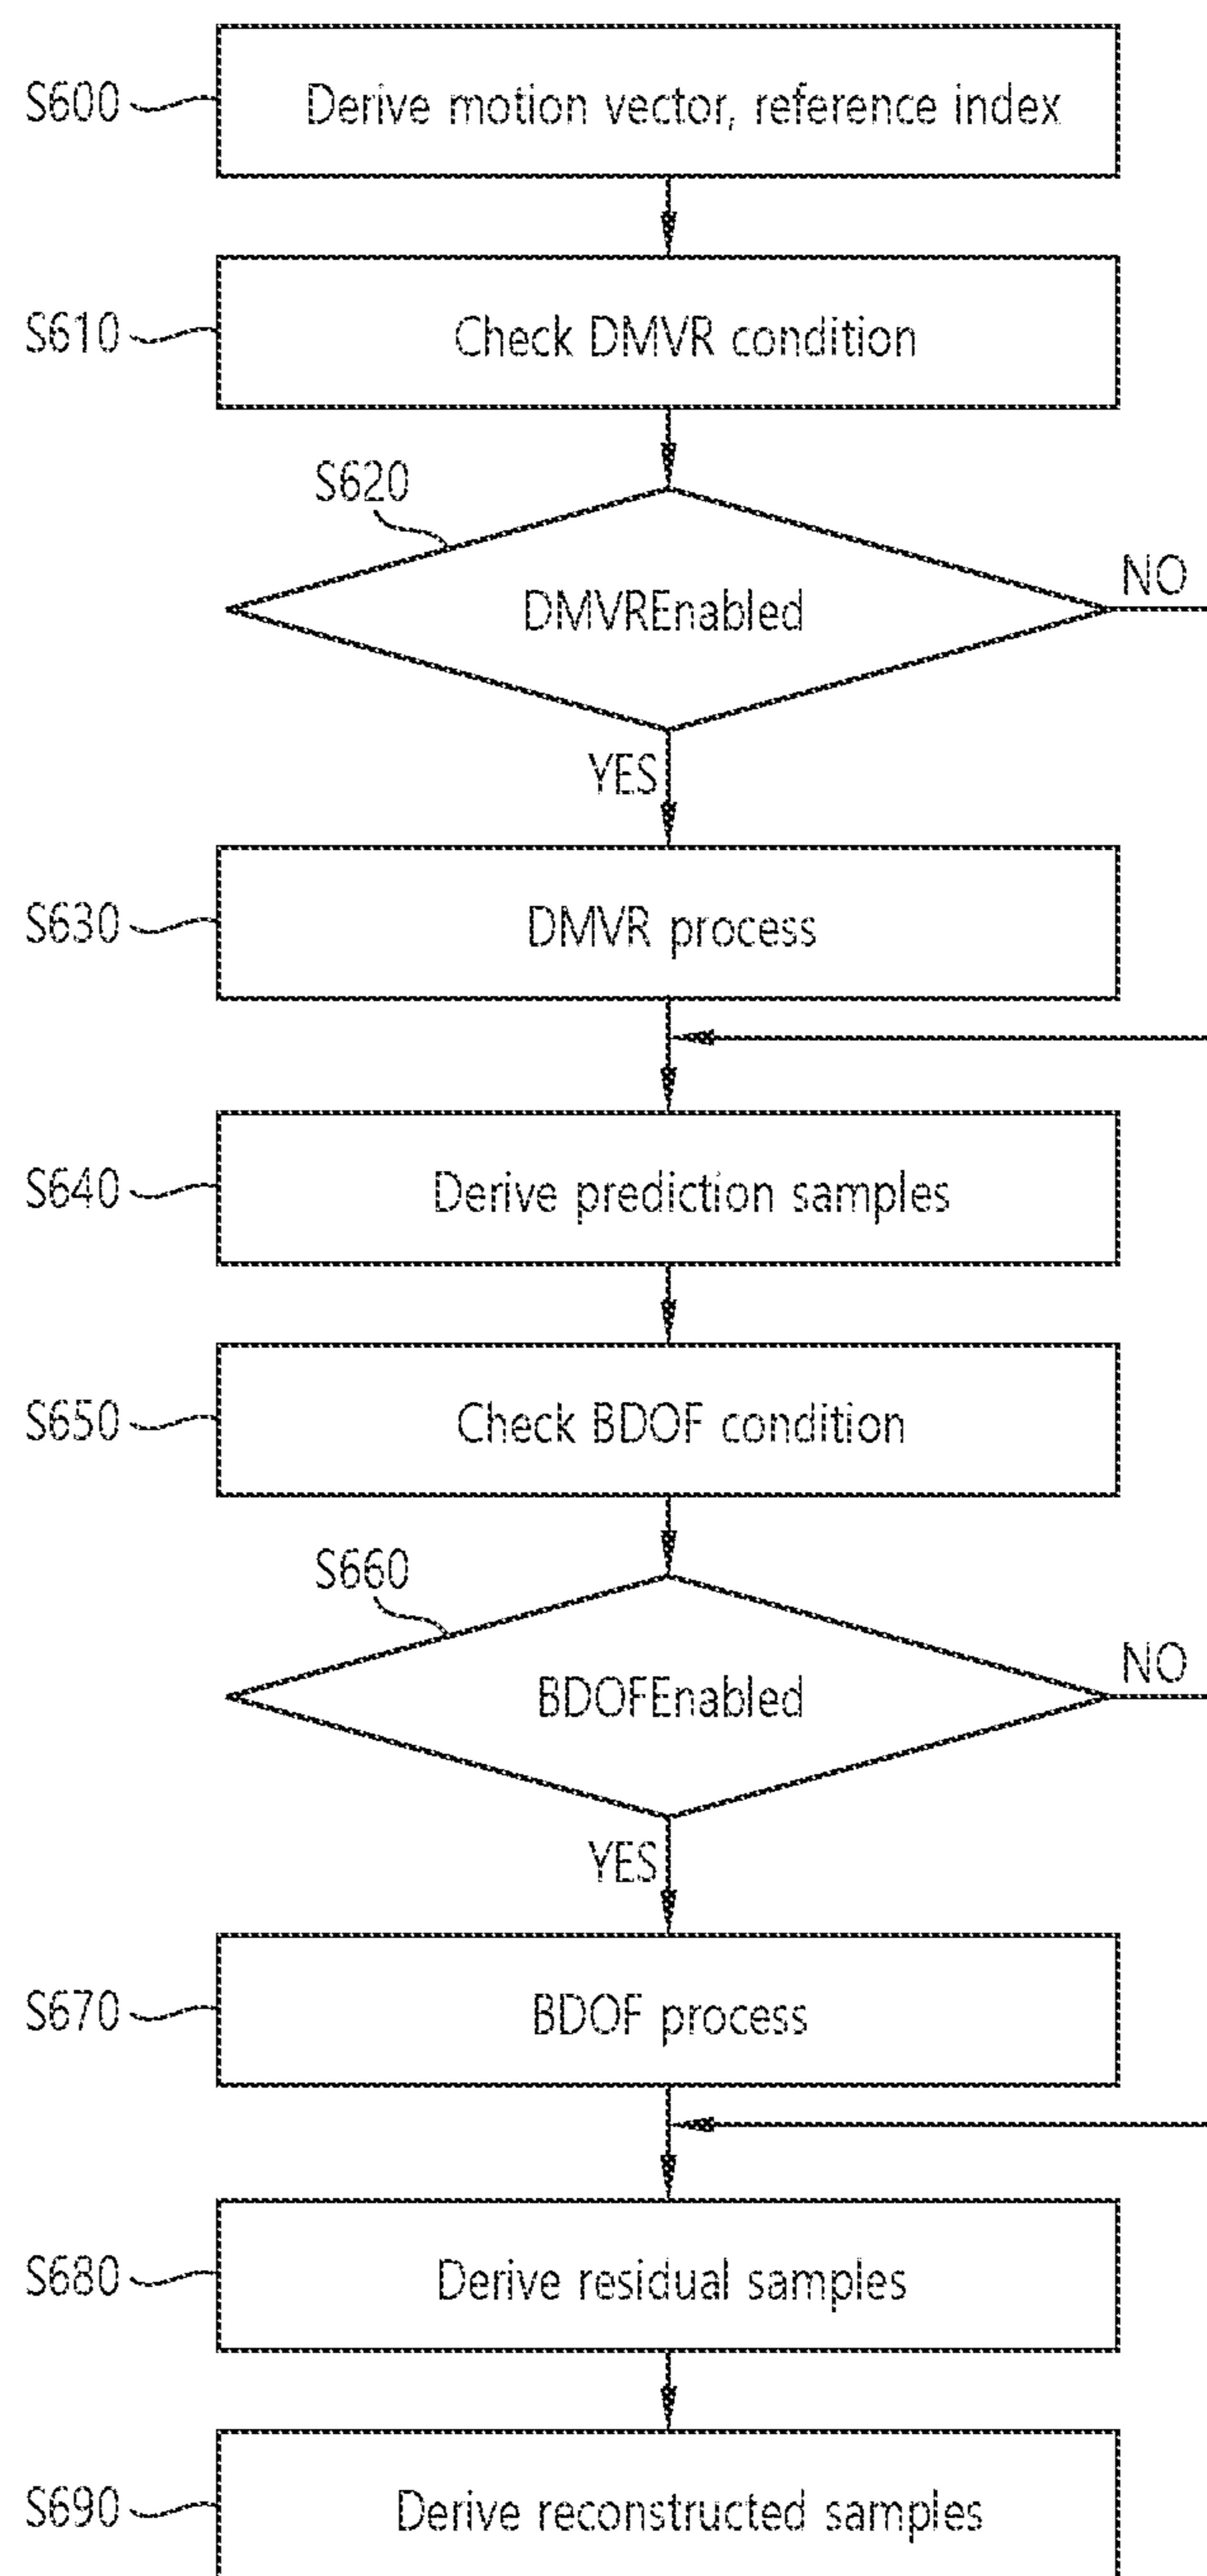 S600
Derive motion vector, reference index
S610
Check DMVR condition
S620
DMVREnabled
NO
YES
S630
DMVR process
S640
Derive prediction samples
S650
Check BDOF condition
S660
BDOFEnabled
NO
YES
S670
BDOF process
S680
Derive residual samples
S690
Derive reconstructed samples